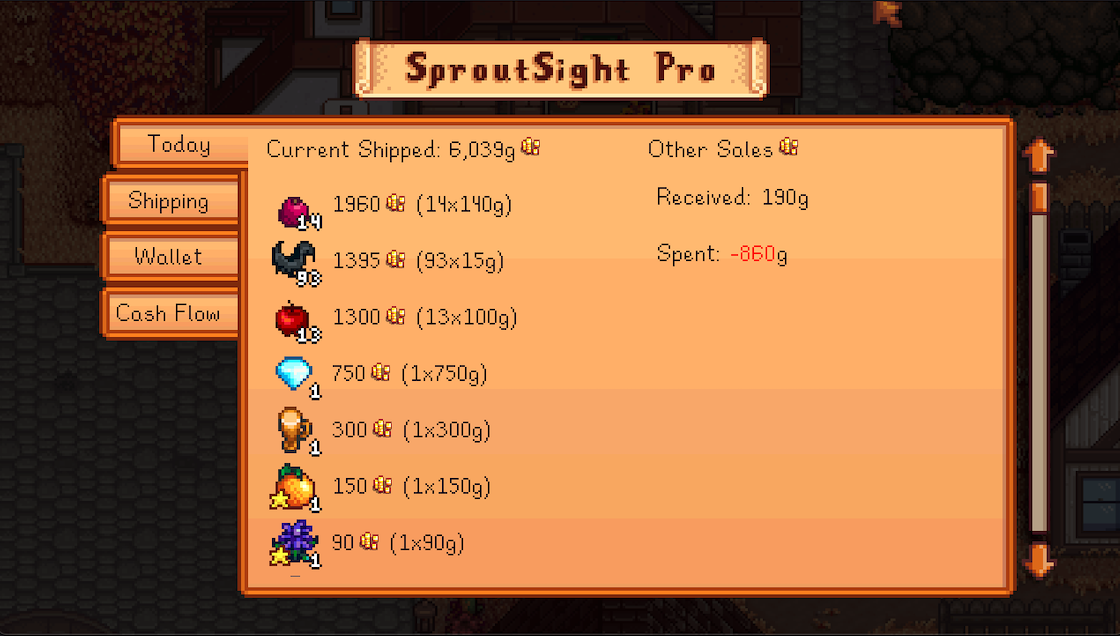 SproutSight Pro
Today
Shipping
Wallet
Cash Flow
Current Shipped: 6,039g
14 1960 (14x140g)
93 1395 (93x15g)
13 1300 (13x100g)
1 750 (1x750g)
1 300 (1x300g)
1 150 (1x150g)
1 90 (1x90g)
Other Sales
Received: 190g
Spent: -860g